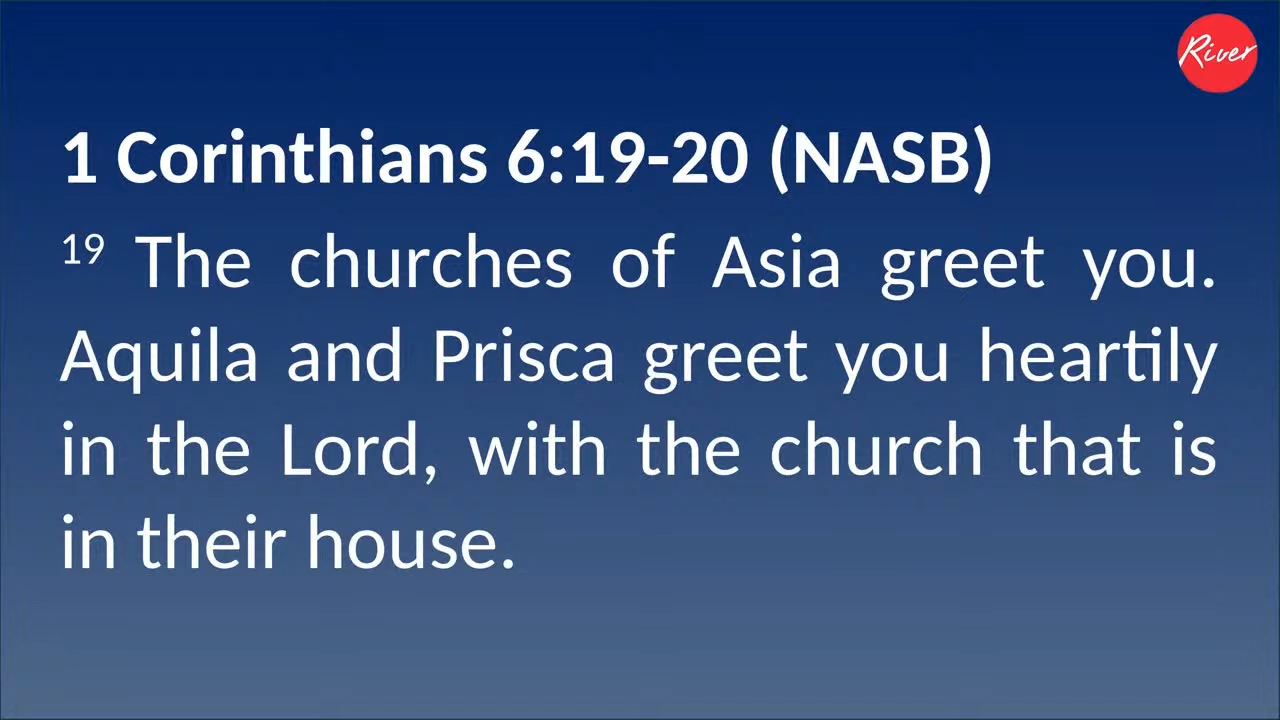 River
1 Corinthians 6:19-20 (NASB)
19 The churches of Asia greet you.
Aquila and Prisca greet you heartily
in the Lord, with the church that is
in their house.